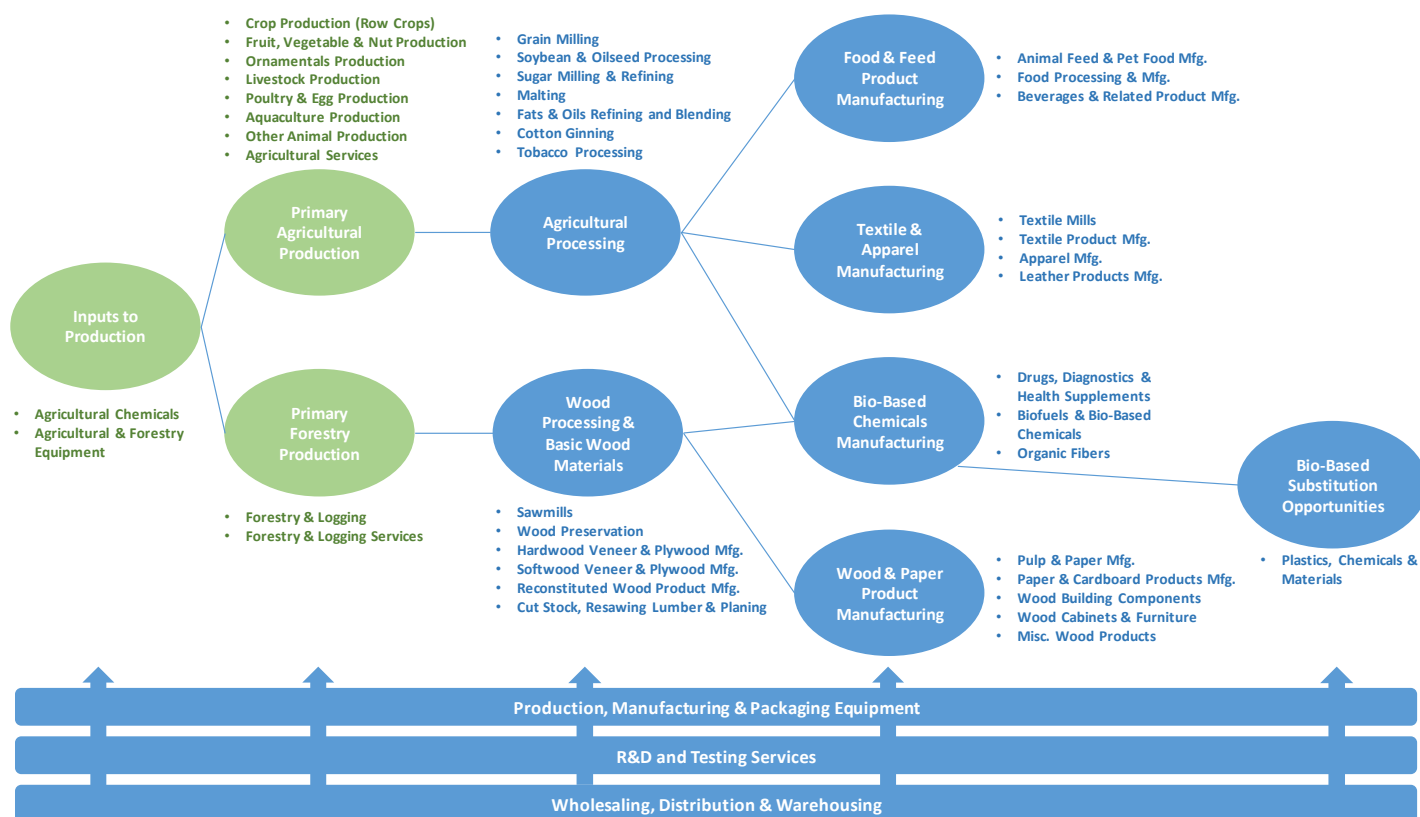 • Crop Production (Row Crops)
• Fruit, Vegetable & Nut Production
• Ornamentals Production
• Livestock Production
• Poultry & Egg Production
• Aquaculture Production
• Other Animal Production
• Agricultural Services
• Grain Milling
• Soybean & Oilseed Processing
• Sugar Milling & Refining
• Malting
• Fats & Oils Refining and Blending
• Cotton Ginning
• Tobacco Processing
Food & Feed
Product
Manufacturing
• Animal Feed & Pet Food Mfg.
• Food Processing & Mfg.
• Beverages & Related Product Mfg.
Primary
Agricultural
Production
Agricultural
Processing
Textile &
Apparel
Manufacturing
• Textile Mills
• Textile Product Mfg.
• Apparel Mfg.
• Leather Products Mfg.
Inputs to
Production
• Agricultural Chemicals
• Agricultural & Forestry
Equipment
Primary
Forestry
Production
• Forestry & Logging
• Forestry & Logging Services
Wood
Processing &
Basic Wood
Materials
• Sawmills
• Wood Preservation
• Hardwood Veneer & Plywood Mfg.
• Softwood Veneer & Plywood Mfg.
• Reconstituted Wood Product Mfg.
• Cut Stock, Resawing Lumber & Planing
Bio-Based
Chemicals
Manufacturing
• Drugs, Diagnostics &
Health Supplements
• Biofuels & Bio-Based
Chemicals
• Organic Fibers
Bio-Based
Substitution
Opportunities
• Plastics, Chemicals &
Materials
Wood & Paper
Product
Manufacturing
• Pulp & Paper Mfg.
• Paper & Cardboard Products Mfg.
• Wood Building Components
• Wood Cabinets & Furniture
• Misc. Wood Products
Production, Manufacturing & Packaging Equipment
R&D and Testing Services
Wholesaling, Distribution & Warehousing